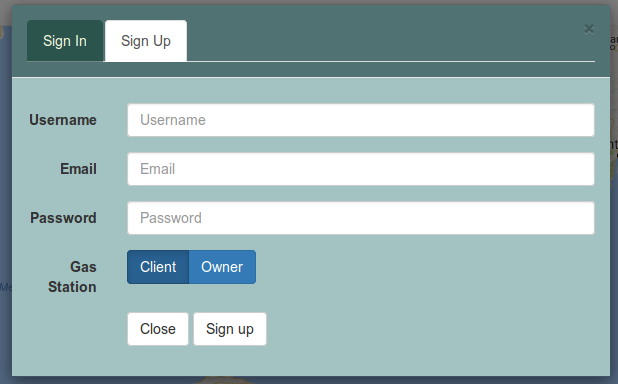 Sign In Sign Up ×
Username Username
Email Email
Password Password
Gas Client Owner
Station
Close Sign up